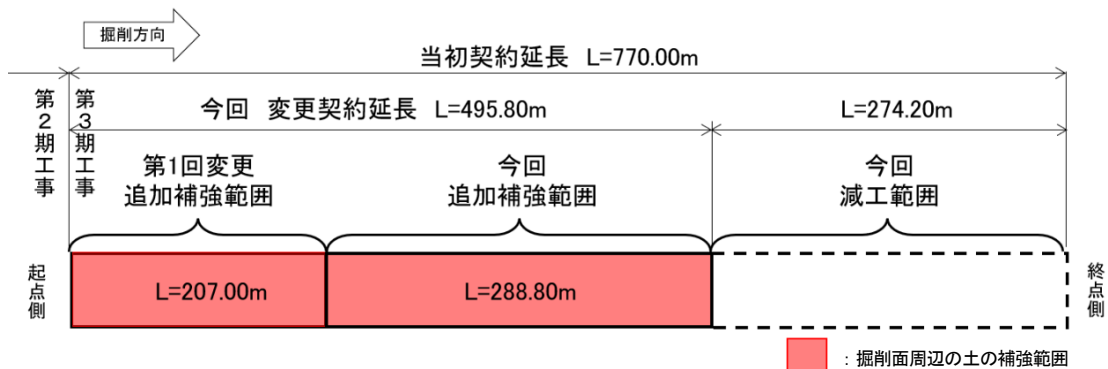 掘削方向
当初契約延長 L=770.00m
第2期工事
第3期工事
今回 変更契約延長 L=495.80m
L=274.20m
第1回変更
追加補強範囲
今回
追加補強範囲
今回
減工範囲
起点側
L=207.00m
L=288.80m
終点側
：掘削面周辺の土の補強範囲